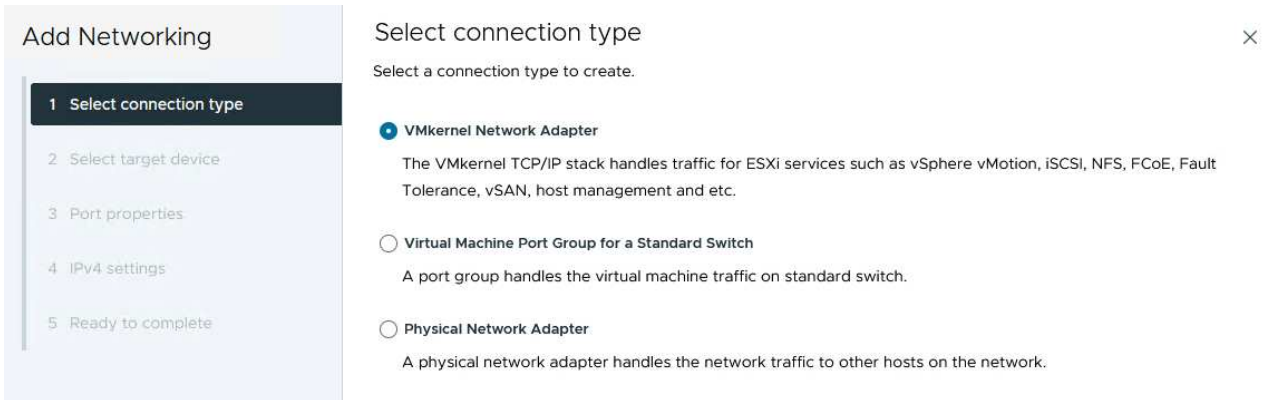 Add Networking
1 Select connection type
2 Select target device
3 Port properties
4 IPv4 settings
5 Ready to complete
Select connection type
Select a connection type to create.
VMkernel Network Adapter
The VMkernel TCP/IP stack handles traffic for ESXi services such as vSphere vMotion, iSCSI, NFS, FCoE, Fault
Tolerance, vSAN, host management and etc.
Virtual Machine Port Group for a Standard Switch
A port group handles the virtual machine traffic on standard switch.
Physical Network Adapter
A physical network adapter handles the network traffic to other hosts on the network.